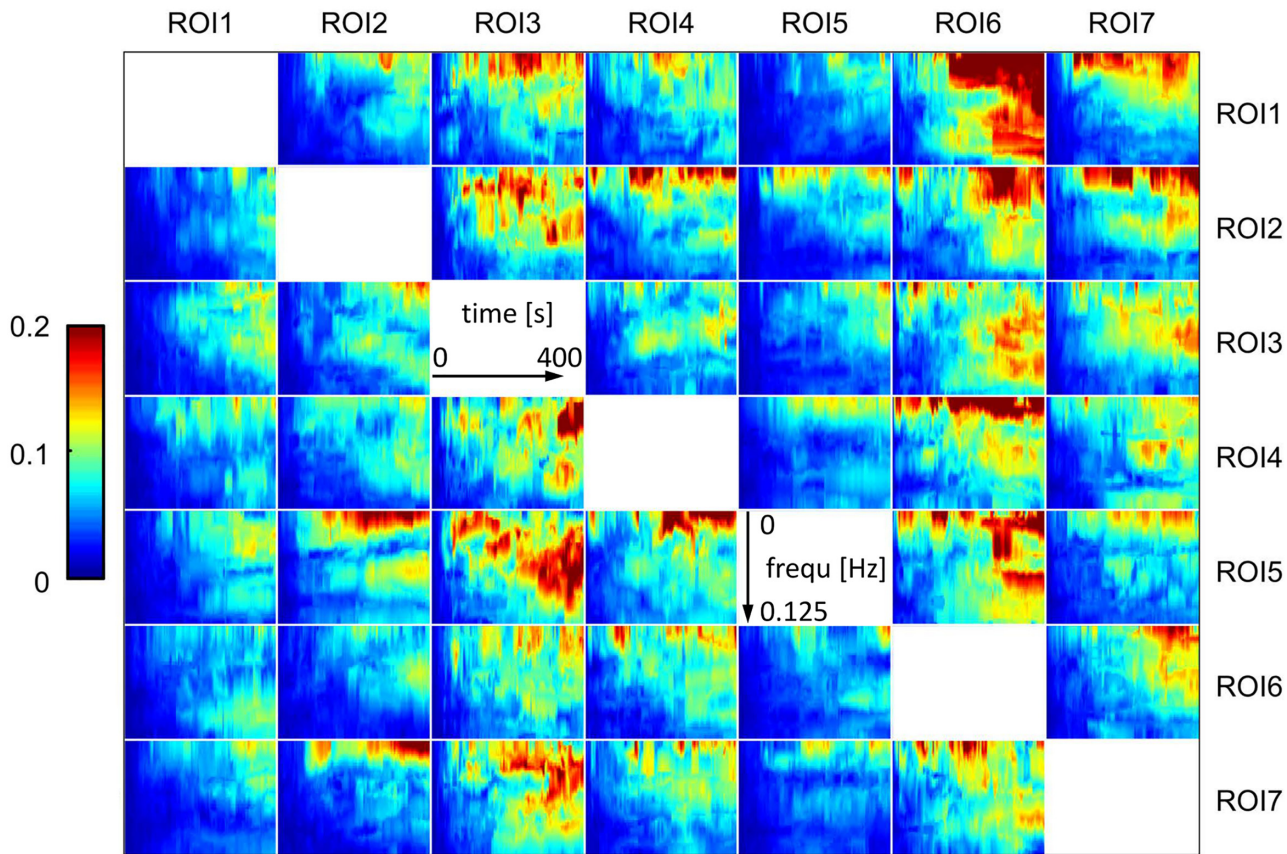 ROI1 ROI2 ROI3 ROI4 ROI5 ROI6 ROI7
ROI1
ROI2
time [s]
0 400
ROI3
0.2
0.1
0
ROI4
0
frequ [Hz]
0.125
ROI5
ROI6
ROI7